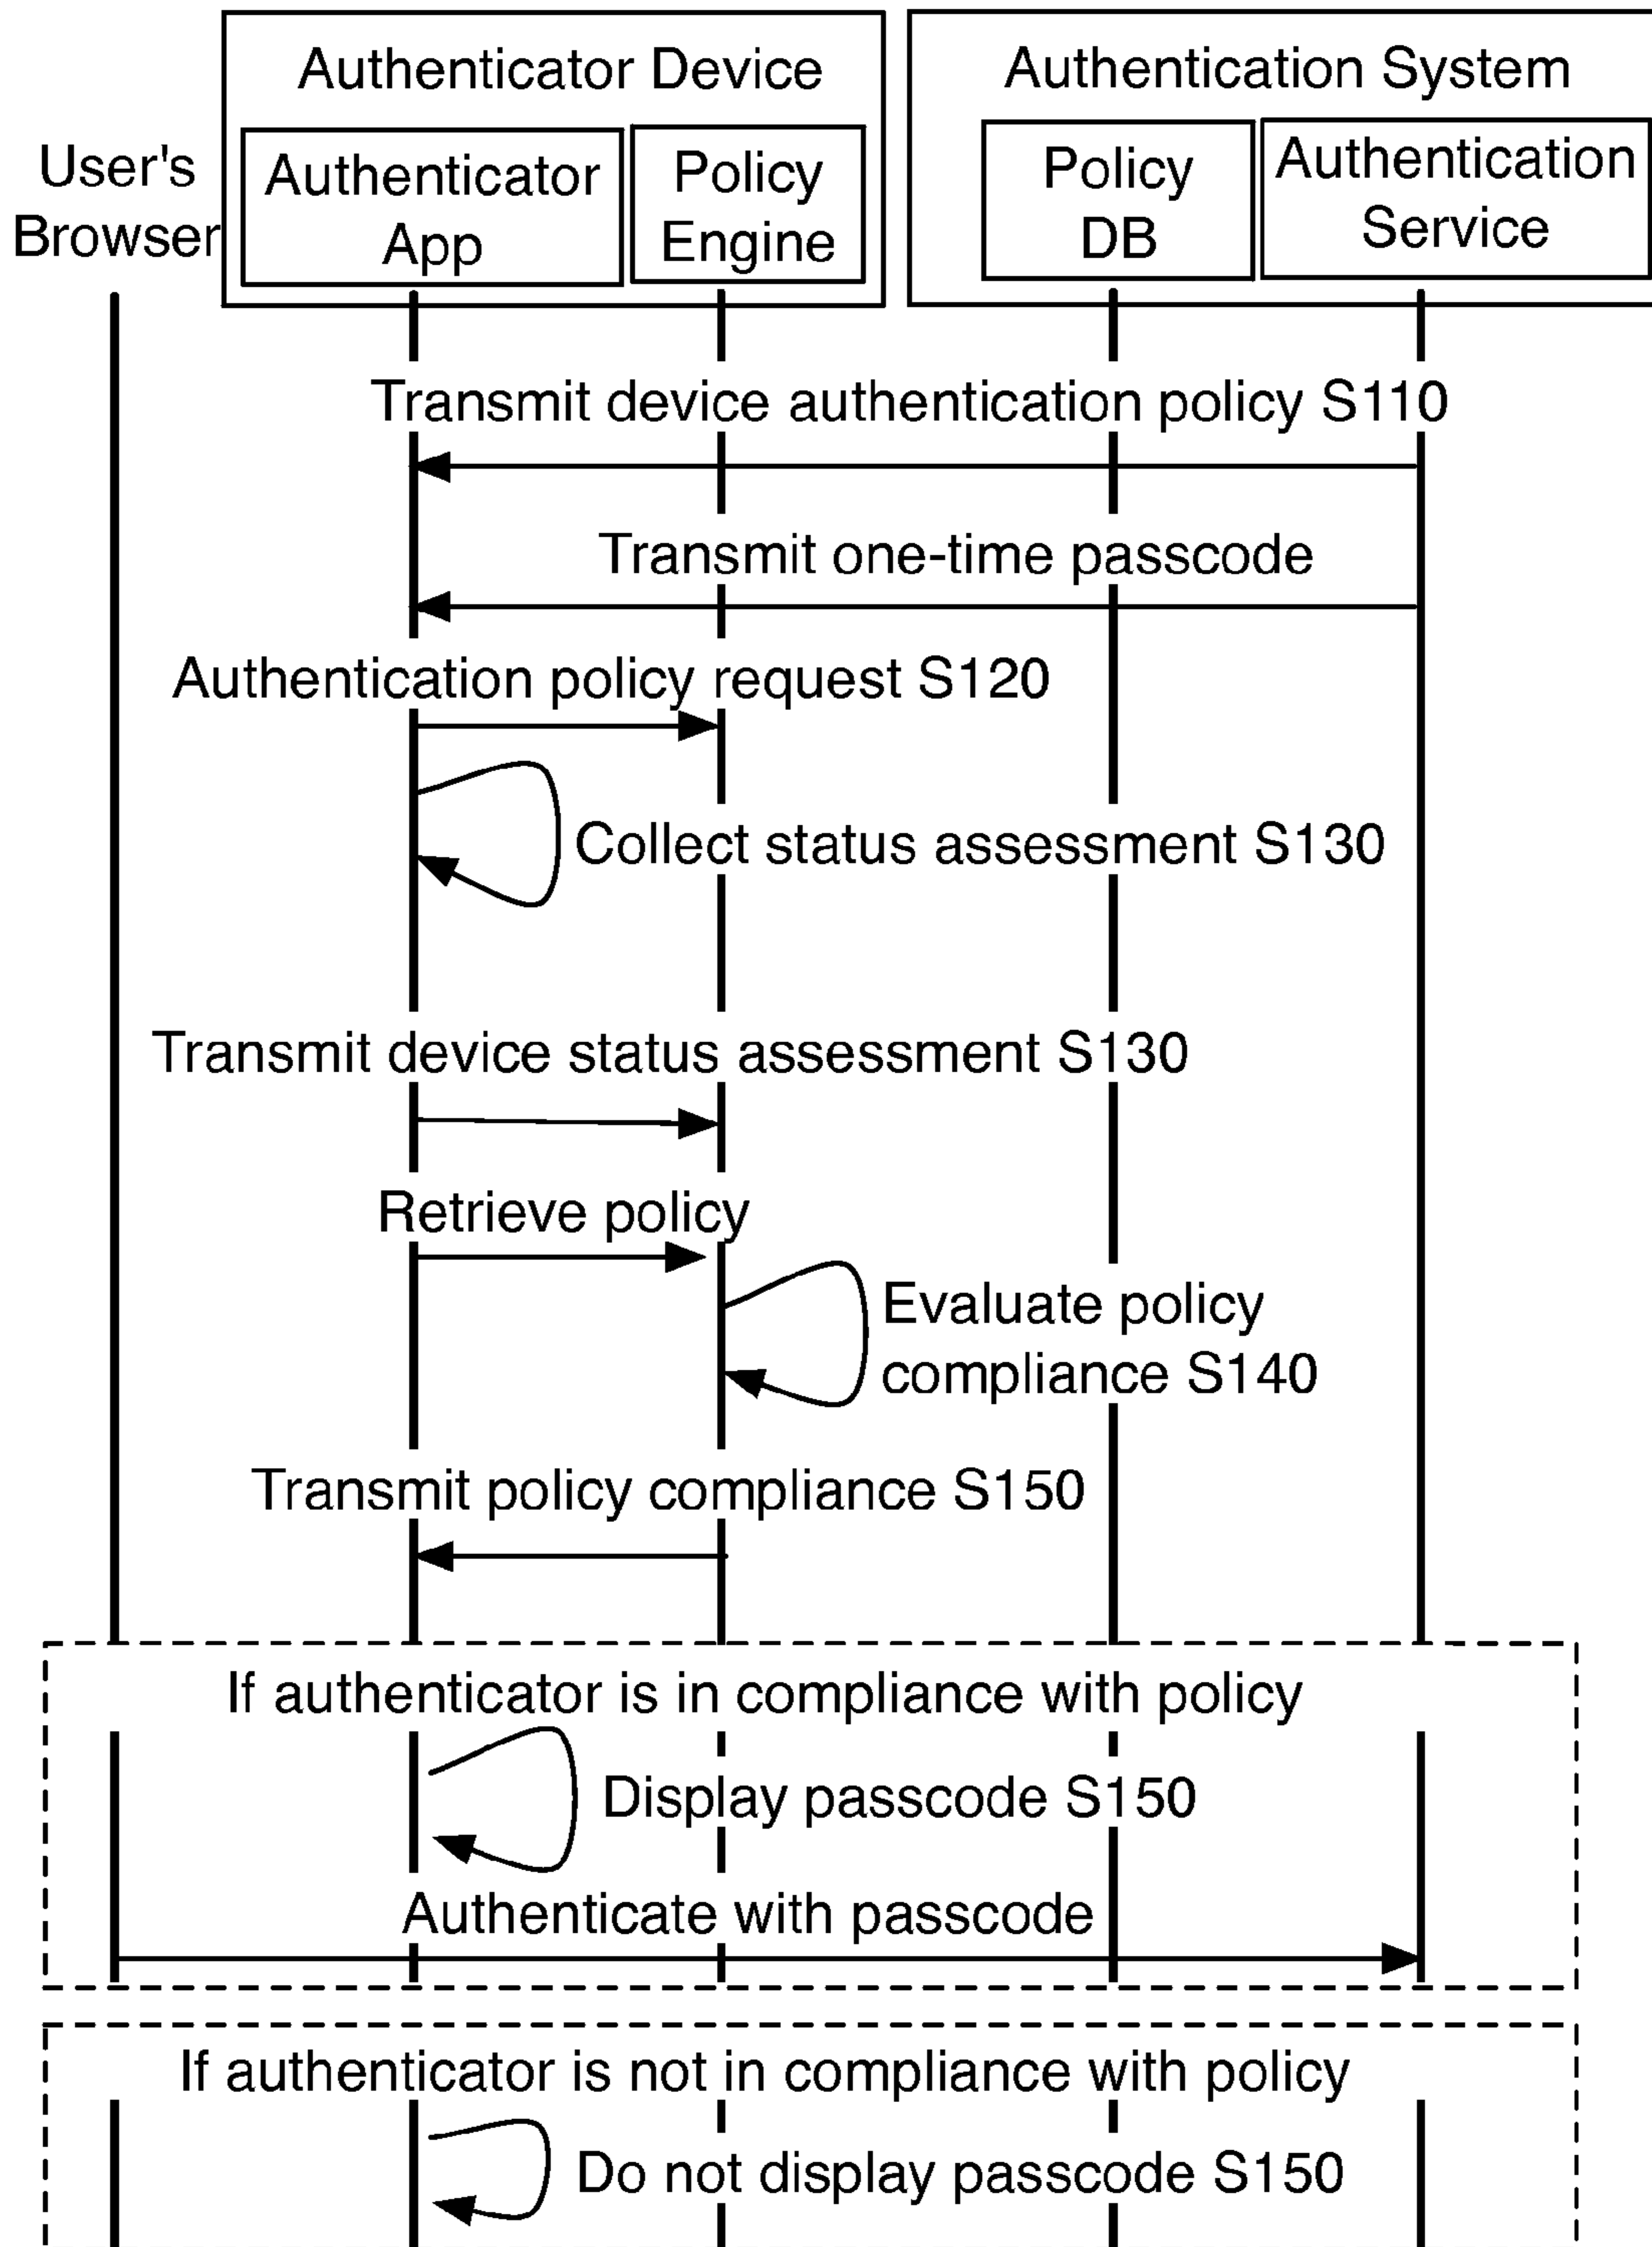 Authenticator Device
Authentication System
User's
Browser
Authenticator
App
Policy
Engine
Policy
DB
Authentication
Service
Transmit device authentication policy S110
Transmit one-time passcode
Authentication policy request S120
Collect status assessment S130
Transmit device status assessment S130
Retrieve policy
Evaluate policy
compliance S140
Transmit policy compliance S150
If authenticator is in compliance with policy
Display passcode S150
Authenticate with passcode
If authenticator is not in compliance with policy
Do not display passcode S150